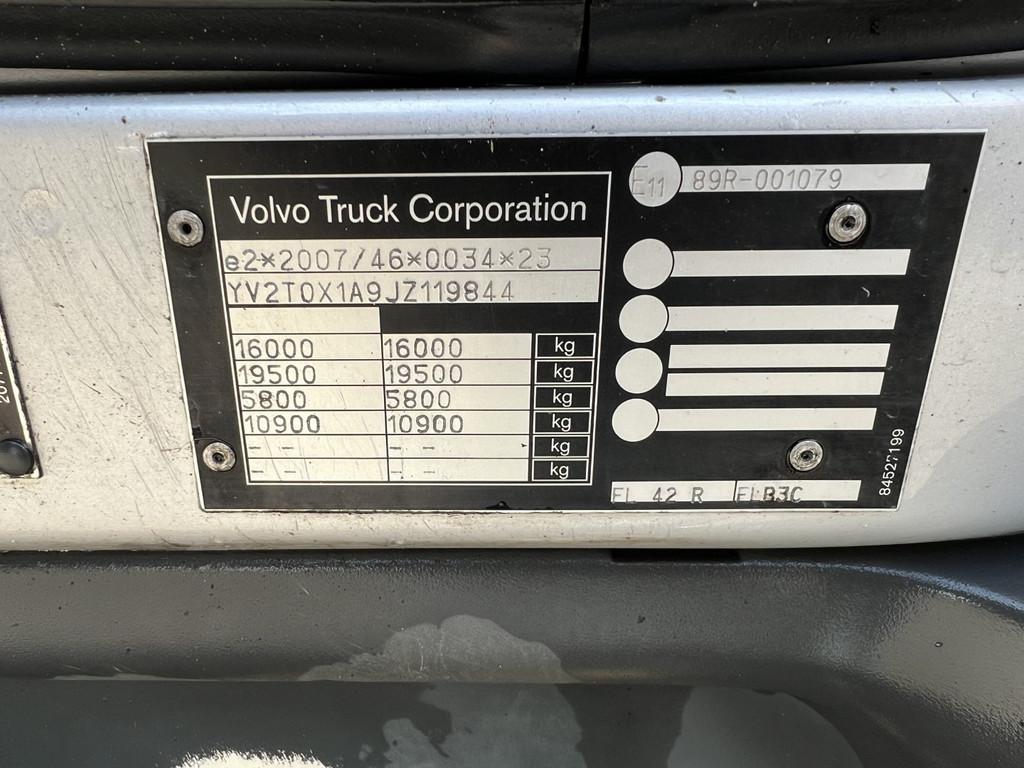 Volvo Truck Corporation
e2*2007/46*0034*23
YV2T0X1A9JZ119844
16000 16000 kg
19500 19500 kg
5800 5800 kg
10900 10900 kg
- - - - kg
- - - - kg
E11 89R-001079
FL 42 R FLB3C
84527199